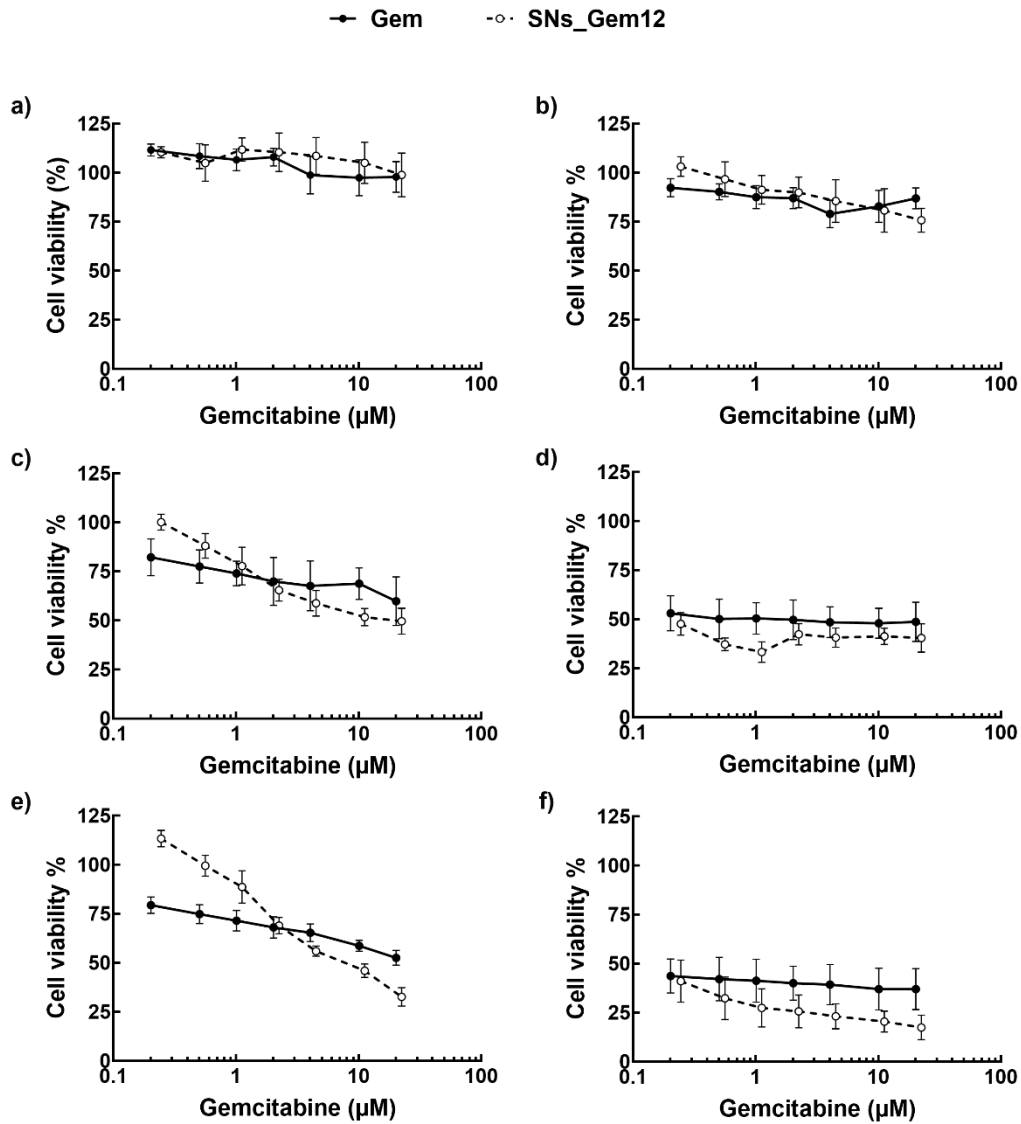 Gem SNs_Gem12
a) b)
125 125
100 100
75 75
50 50
25 25
0 0
Cell viability (%) Cell viability %
0.1 1 10 100 0.1 1 10 100
Gemcitabine (µM) Gemcitabine (µM)
c) d)
125 125
100 100
75 75
50 50
25 25
0 0
Cell viability % Cell viability %
0.1 1 10 100 0.1 1 10 100
Gemcitabine (µM) Gemcitabine (µM)
e) f)
125 125
100 100
75 75
50 50
25 25
0 0
Cell viability % Cell viability %
0.1 1 10 100 0.1 1 10 100
Gemcitabine (µM) Gemcitabine (µM)